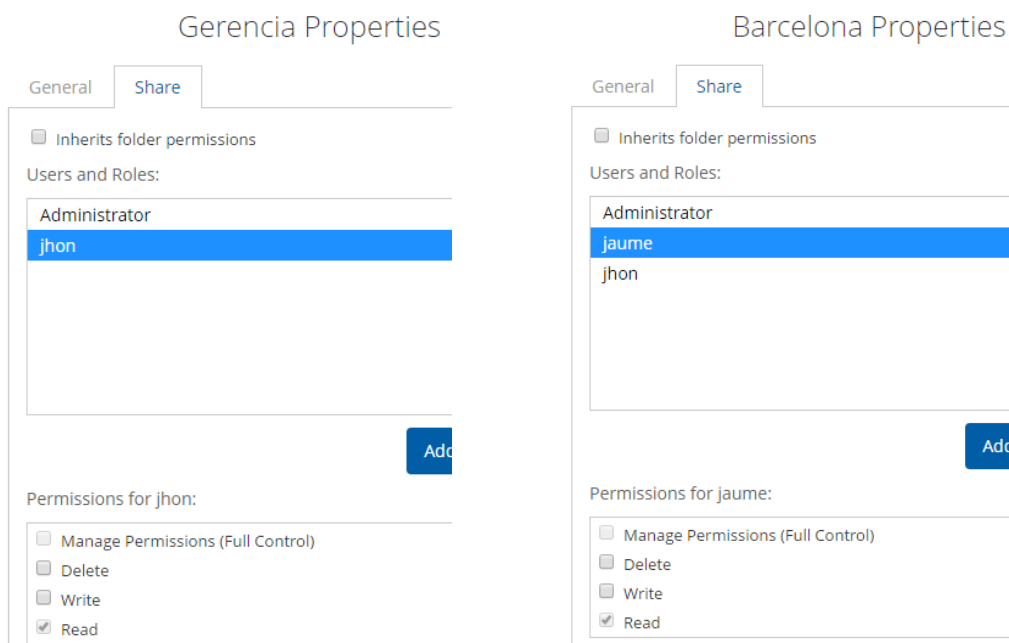 Gerencia Properties
General
Share
Inherits folder permissions
Users and Roles:
Administrator
jhon
Add
Permissions for jhon:
Manage Permissions (Full Control)
Delete
Write
Read
Barcelona Properties
General
Share
Inherits folder permissions
Users and Roles:
Administrator
jaume
jhon
Add
Permissions for jaume:
Manage Permissions (Full Control)
Delete
Write
Read